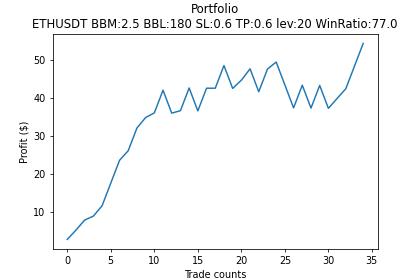 Portfolio
ETHUSDT BBM:2.5 BBL:180 SL:0.6 TP:0.6 lev:20 WinRatio:77.0
Profit ($)
50
40
30
20
10
0 5 10 15 20 25 30 35
Trade counts